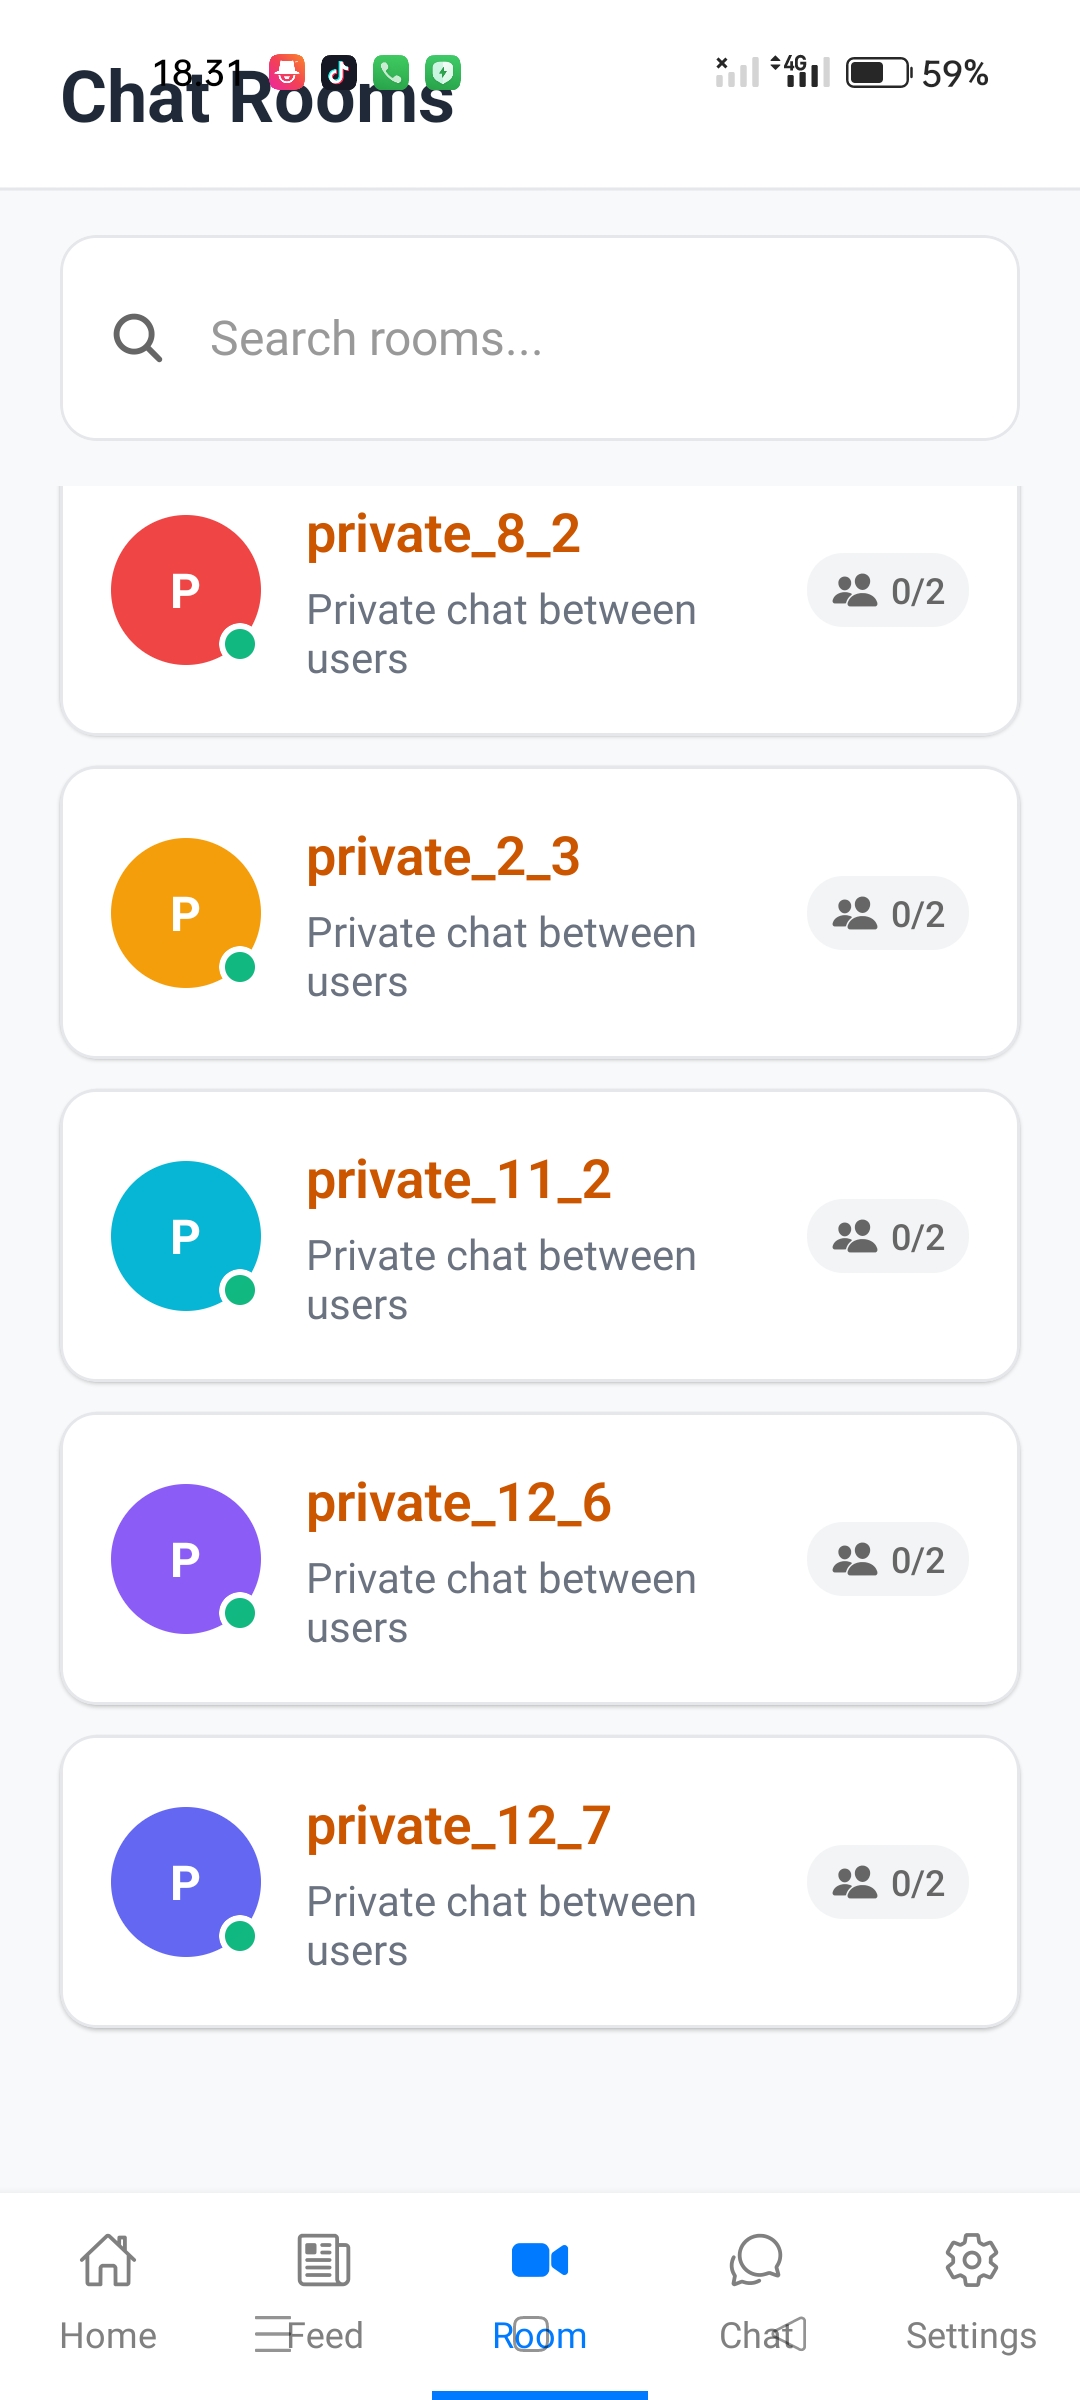 18.31
4G
59%
Chat Rooms
Search rooms...
P
private_8_2
Private chat between
users
0/2
P
private_2_3
Private chat between
users
0/2
P
private_11_2
Private chat between
users
0/2
P
private_12_6
Private chat between
users
0/2
P
private_12_7
Private chat between
users
0/2
Home
Feed
Room
Chat
Settings